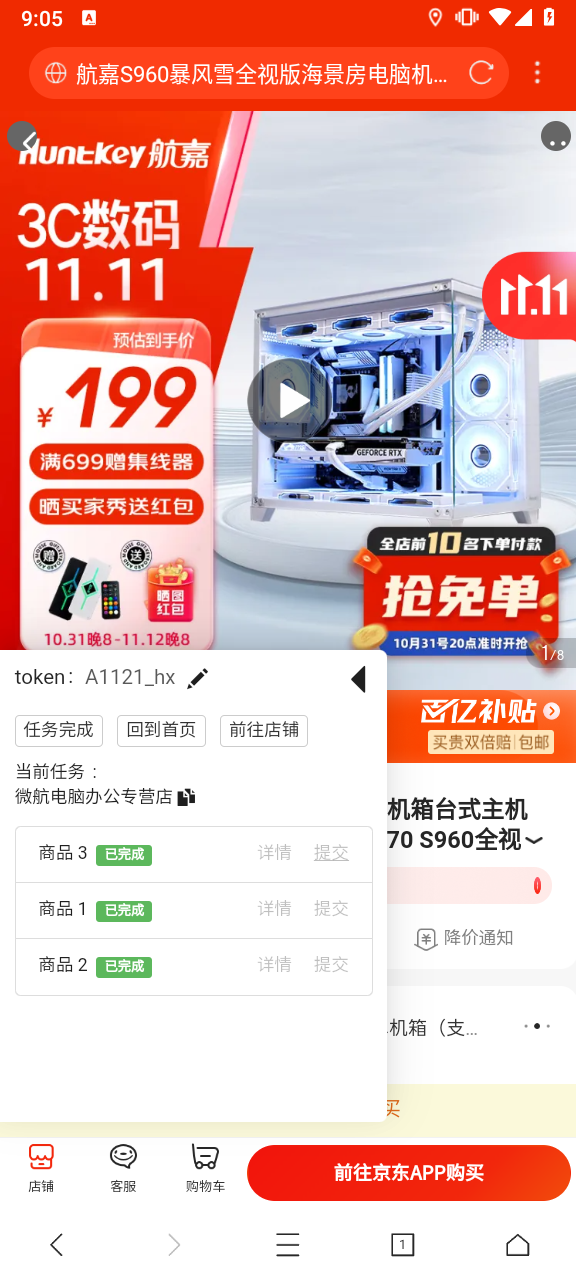 9:05
航嘉S960暴风雪全视版海景房电脑机...
HUNTKEY 航嘉
3C数码
11.11
11.11
预估到手价
¥199
满699赠集线器
晒买家秀送红包
赠
送
晒图
红包
10.31晚8-11.12晚8
GEFORCE RTX
全店前10名下单付款
抢免单
10月31号20点准时开抢
1/8
token： A1121_hx
任务完成
回到首页
前往店铺
当前任务：
微航电脑办公专营店
商品 3 已完成 详情 提交
商品 1 已完成 详情 提交
商品 2 已完成 详情 提交
百亿补贴
买贵双倍赔 包邮
机箱台式主机
70 S960全视
降价通知
机箱（支...
买
店铺
客服
购物车
前往京东APP购买
1